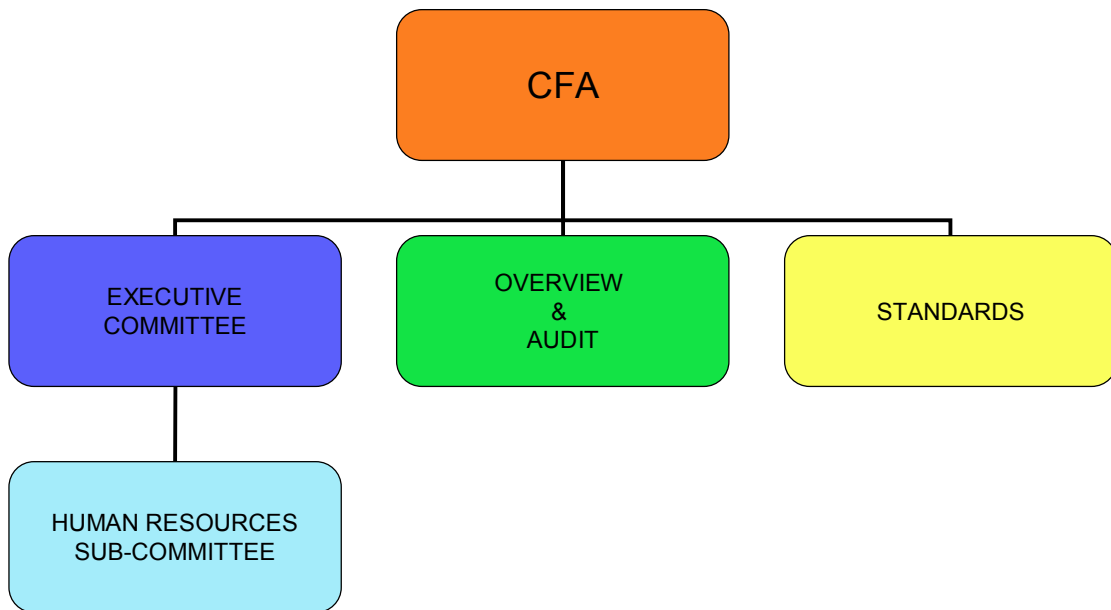 CFA
EXECUTIVE
COMMITTEE
OVERVIEW
&
AUDIT
STANDARDS
HUMAN RESOURCES
SUB-COMMITTEE